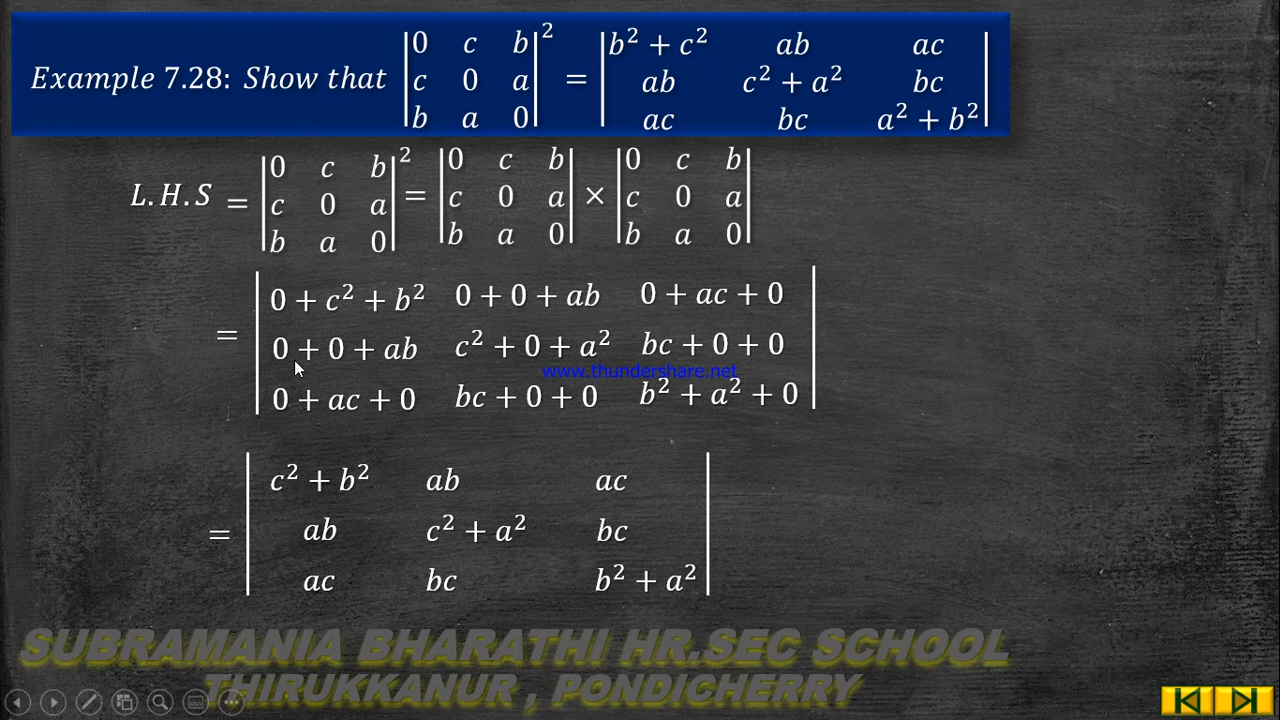 Example 7.28: Show that |0 c b; c 0 a; b a 0|² = |b² + c² ab ac; ab c² + a² bc; ac bc a² + b²|
L.H.S = |0 c b; c 0 a; b a 0|² = |0 c b; c 0 a; b a 0| × |0 c b; c 0 a; b a 0|
= |0 + c² + b² 0 + 0 + ab 0 + ac + 0
0 + 0 + ab c² + 0 + a² bc + 0 + 0
www.thundershare.net
0 + ac + 0 bc + 0 + 0 b² + a² + 0|
= |c² + b² ab ac
ab c² + a² bc
ac bc b² + a²|
SUBRAMANIA BHARATHI HR.SEC SCHOOL
THIRUKKANUR , PONDICHERRY